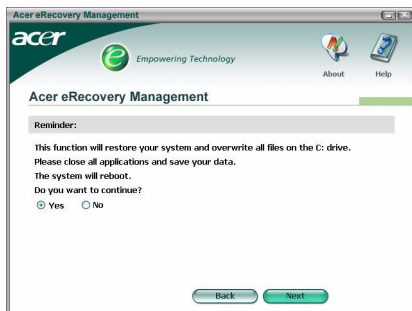 Acer eRecovery Management
acer
e Empowering Technology
About
Help
Acer eRecovery Management
Reminder:
This function will restore your system and overwrite all files on the C: drive.
Please close all applications and save your data.
The system will reboot.
Do you want to continue?
Yes No
Back Next